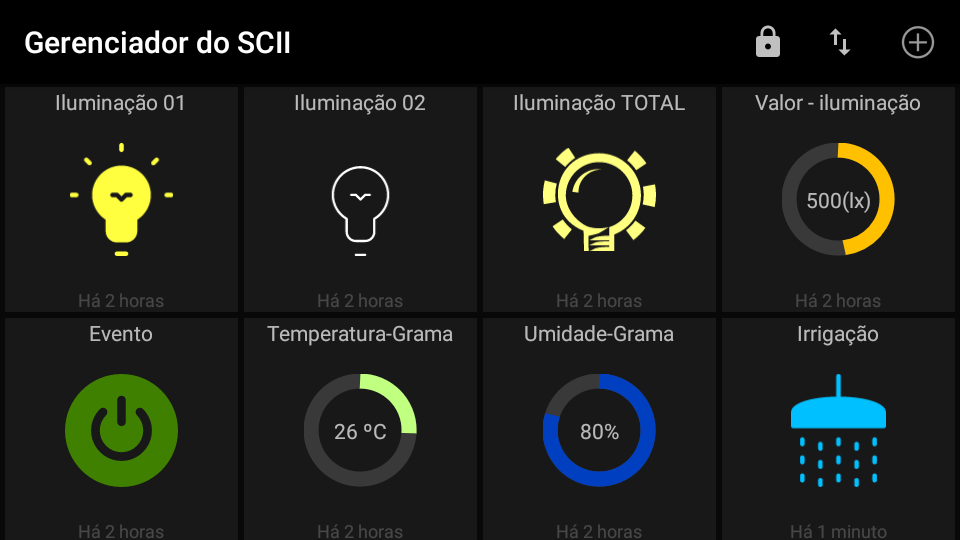 Gerenciador do SCII
Iluminação 01
Iluminação 02
Iluminação TOTAL
Valor - iluminação
500(lx)
Há 2 horas
Há 2 horas
Há 2 horas
Há 2 horas
Evento
Temperatura-Grama
Umidade-Grama
Irrigação
26 ºC
80%
Há 2 horas
Há 2 horas
Há 2 horas
Há 1 minuto